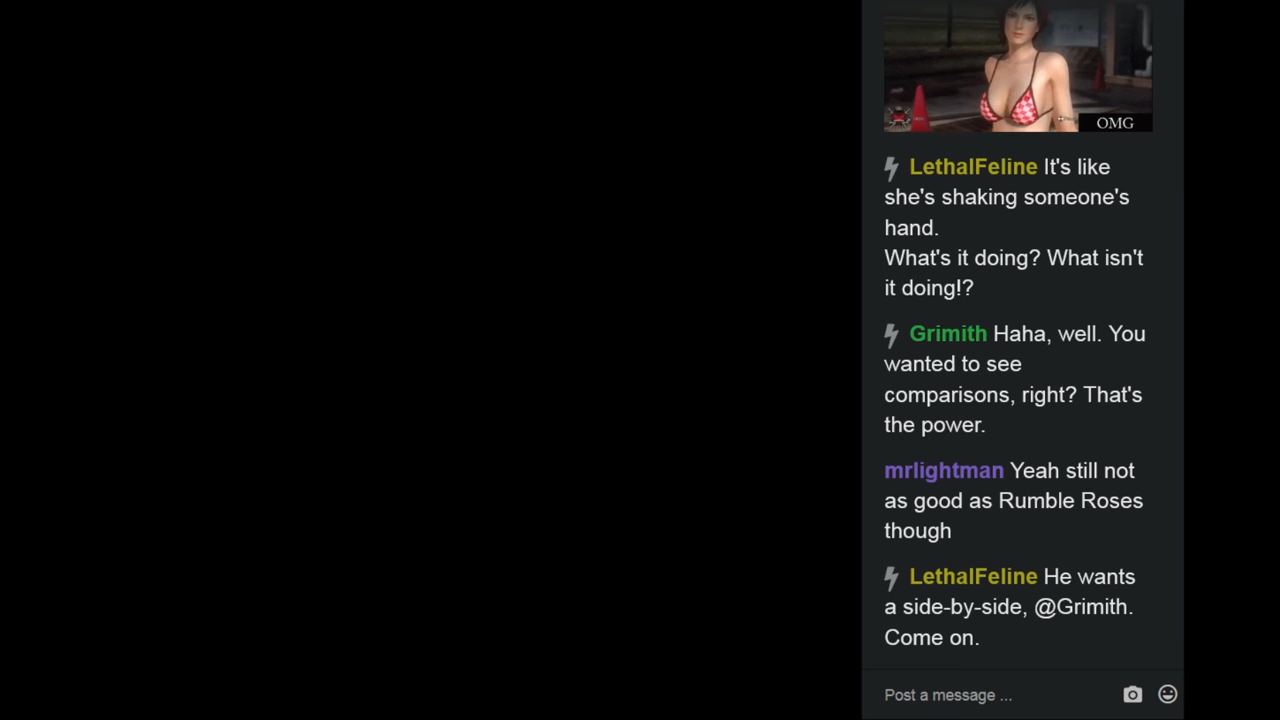 OMG
LethalFeline It's like
she's shaking someone's
hand.
What's it doing? What isn't
it doing!?
Grimith Haha, well. You
wanted to see
comparisons, right? That's
the power.
mrlightman Yeah still not
as good as Rumble Roses
though
LethalFeline He wants
a side-by-side, @Grimith.
Come on.
Post a message ...